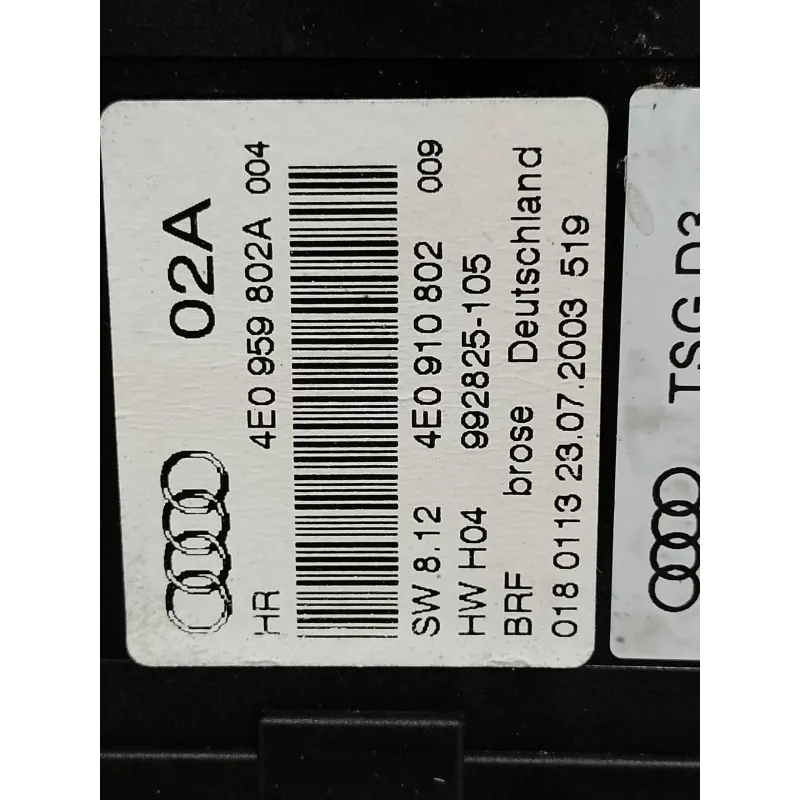 02A
HR 4E0 959 802A 004
SW 8.12 4E0 910 802 009
HW H04 992825-105
BRF brose Deutschland
018 0113 23.07.2003 519
TSG D3